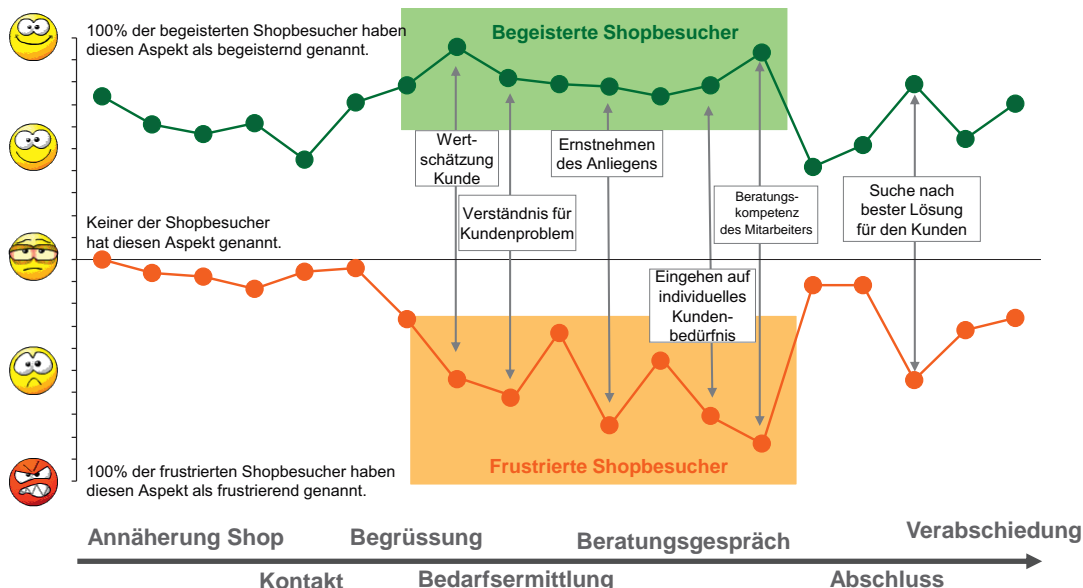 100% der begeisterten Shopbesucher haben
diesen Aspekt als begeisternd genannt.
Begeisterte Shopbesucher
Wert-
schätzung
Kunde
Ernstnehmen
des Anliegens
Verständnis für
Kundenproblem
Beratungs-
kompetenz
des Mitarbeiters
Suche nach
bester Lösung
für den Kunden
Keiner der Shopbesucher
hat diesen Aspekt genannt.
Eingehen auf
individuelles
Kunden-
bedürfnis
Frustrierte Shopbesucher
100% der frustrierten Shopbesucher haben
diesen Aspekt als frustrierend genannt.
Annäherung Shop
Kontakt
Begrüssung
Bedarfsermittlung
Beratungsgespräch
Abschluss
Verabschiedung